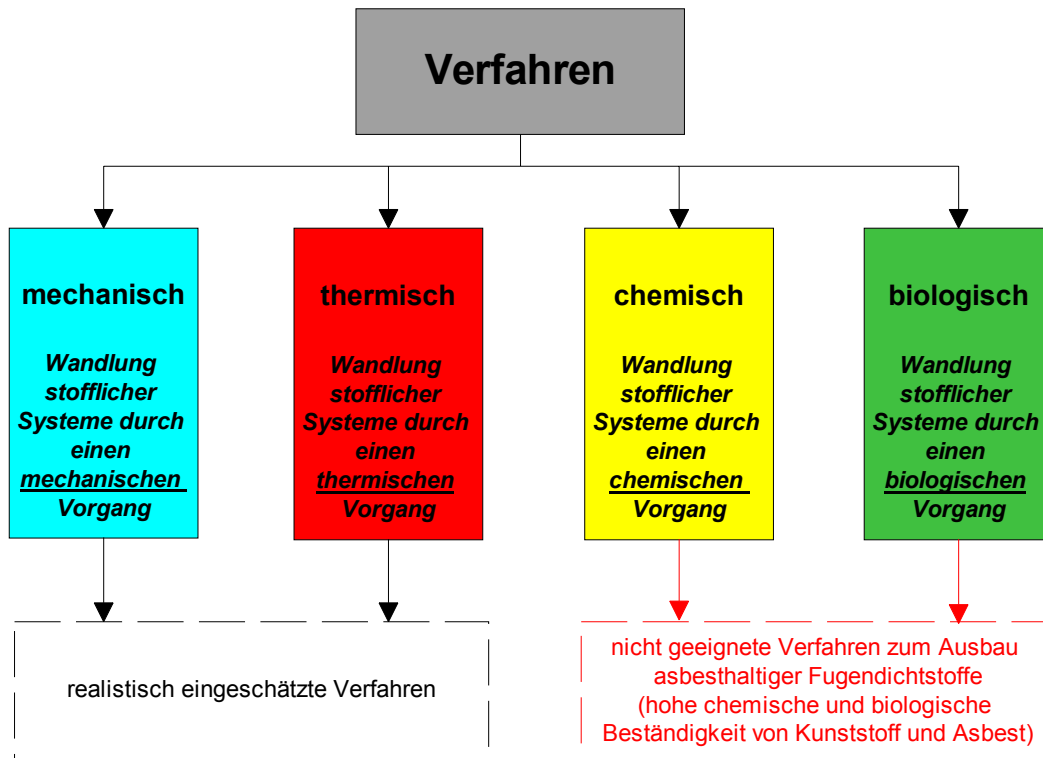 Verfahren
mechanisch
Wandlung
stofflicher
Systeme durch
einen
mechanischen
Vorgang
thermisch
Wandlung
stofflicher
Systeme durch
einen
thermischen
Vorgang
chemisch
Wandlung
stofflicher
Systeme durch
einen
chemischen
Vorgang
biologisch
Wandlung
stofflicher
Systeme durch
einen
biologischen
Vorgang
realistisch eingeschätzte Verfahren
nicht geeignete Verfahren zum Ausbau
asbesthaltiger Fugendichtstoffe
(hohe chemische und biologische
Beständigkeit von Kunststoff und Asbest)